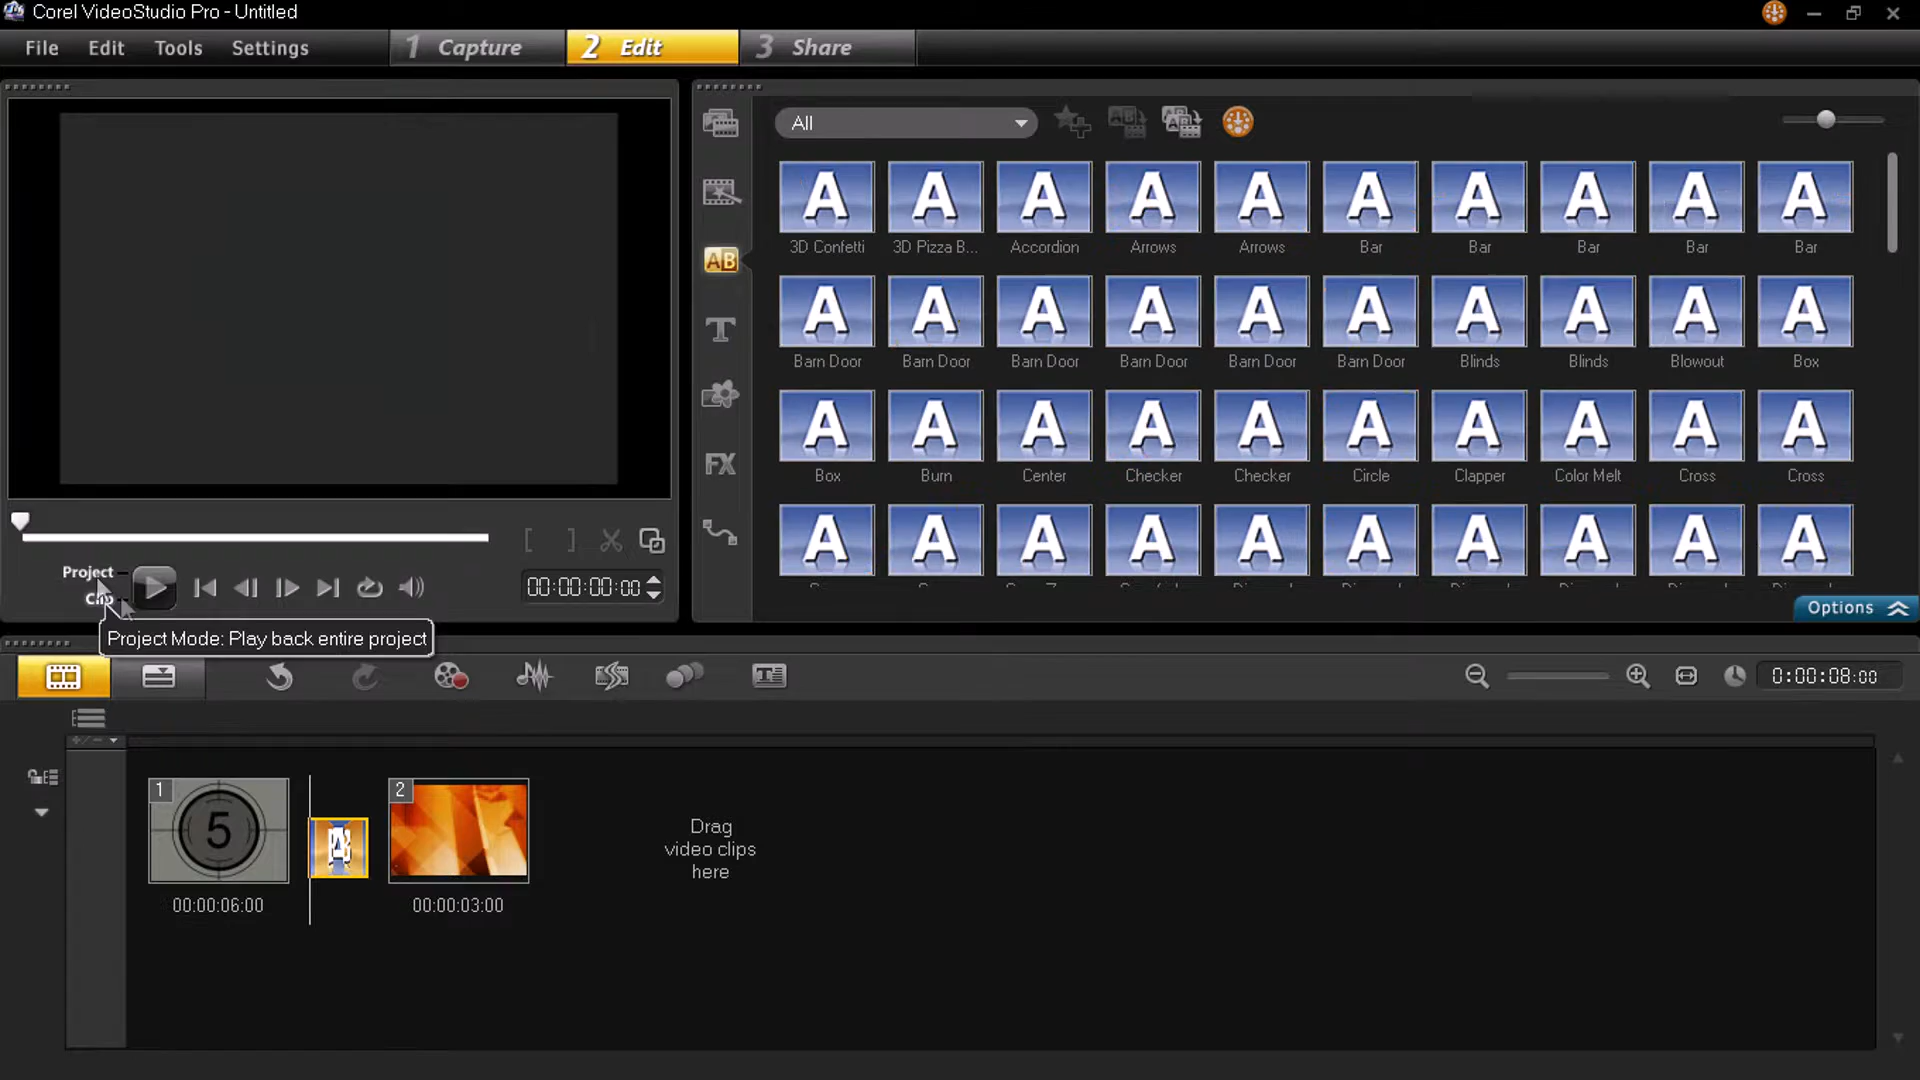 Corel VideoStudio Pro - Untitled
File Edit Tools Settings 1 Capture 2 Edit 3 Share
All
3D Confetti 3D Pizza B... Accordion Arrows Arrows Bar Bar Bar Bar Bar
Barn Door Barn Door Barn Door Barn Door Barn Door Barn Door Blinds Blinds Blowout Box
Box Burn Center Checker Checker Circle Clapper Color Melt Cross Cross
AB
T
FX
Project
Clip
00:00:00:00
Options
Project Mode: Play back entire project
0:00:08:00
1
5
2
Drag
video clips
here
00:00:06:00 00:00:03:00